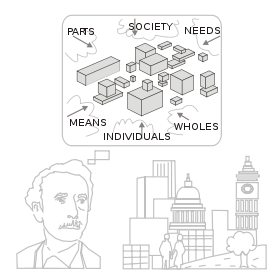 SOCIETY
PARTS
NEEDS
MEANS
WHOLES
INDIVIDUALS